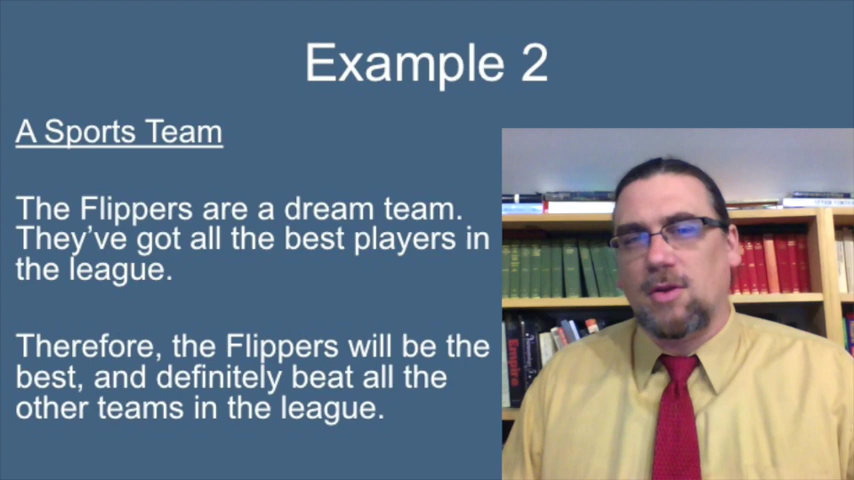 Example 2
A Sports Team
The Flippers are a dream team.
They've got all the best players in
the league.
Therefore, the Flippers will be the
best, and definitely beat all the
other teams in the league.
Empire